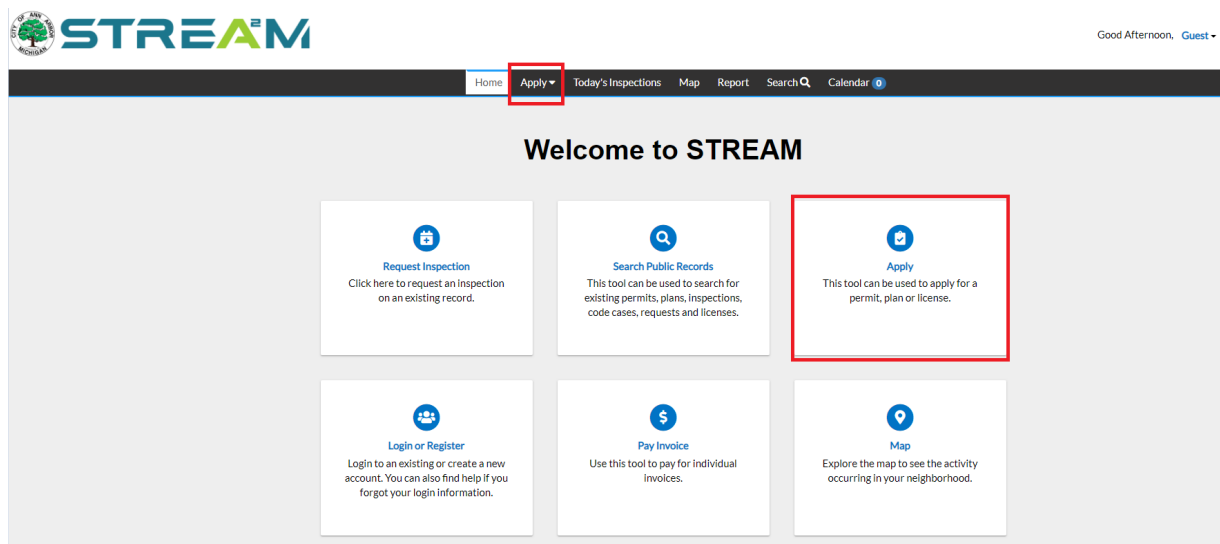 CITY OF ANN ARBOR
MICHIGAN
STREA²M
Good Afternoon, Guest
Home Apply Today's Inspections Map Report Search Calendar 0
Welcome to STREAM
Request Inspection
Click here to request an inspection
on an existing record.
Search Public Records
This tool can be used to search for
existing permits, plans, inspections,
code cases, requests and licenses.
Apply
This tool can be used to apply for a
permit, plan or license.
Login or Register
Login to an existing or create a new
account. You can also find help if you
forgot your login information.
Pay Invoice
Use this tool to pay for individual
invoices.
Map
Explore the map to see the activity
occurring in your neighborhood.